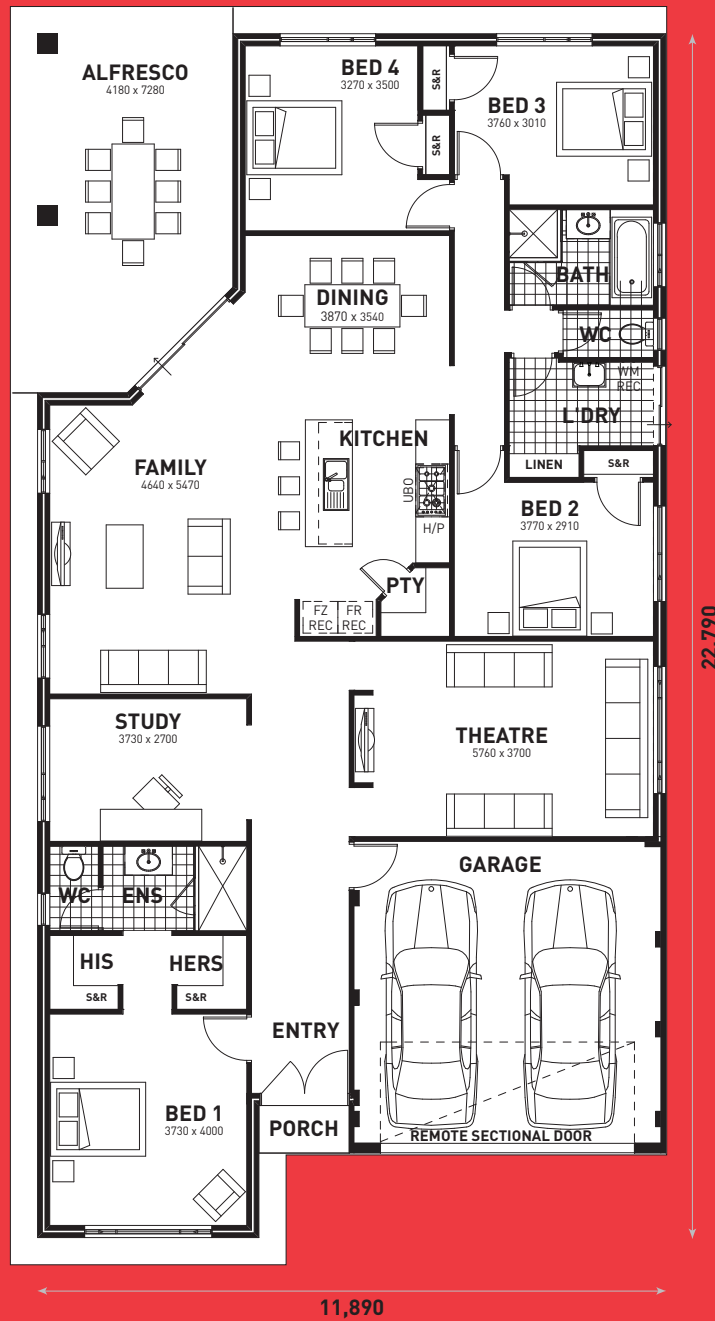 ALFRESCO
4180 x 7280
BED 4
3270 x 3500
S&R
S&R
BED 3
3760 x 3010
BATH
DINING
3870 x 3540
WC
WM
REC
L'DRY
KITCHEN
FAMILY
4640 x 5470
LINEN
S&R
UBO
H/P
BED 2
3770 x 2910
PTY
FZ
REC
FR
REC
22,790
STUDY
3730 x 2700
THEATRE
5760 x 3700
GARAGE
WC
ENS
HIS
HERS
S&R
S&R
ENTRY
BED 1
3730 x 4000
PORCH
REMOTE SECTIONAL DOOR
11,890